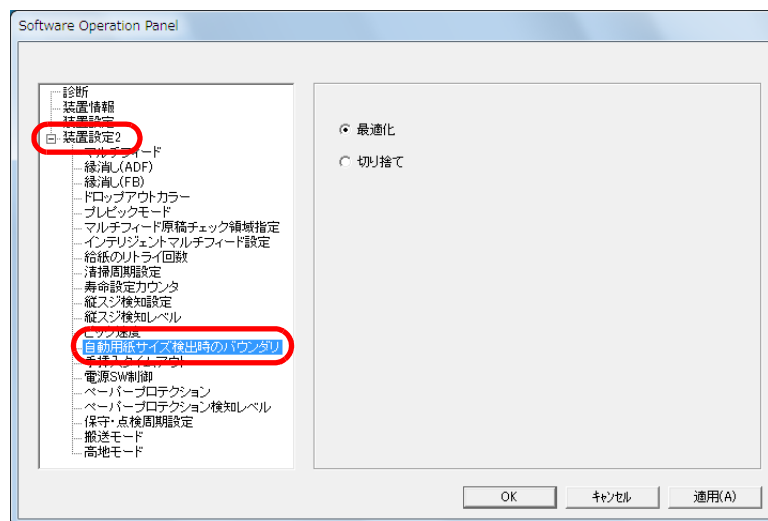 Software Operation Panel
診断
装置情報
装置設定
装置設定2
マルチフィード
縁消し(ADF)
縁消し(FB)
ドロップアウトカラー
プレピックモード
マルチフィード原稿チェック領域指定
インテリジェントマルチフィード設定
給紙のリトライ回数
清掃周期設定
寿命設定カウンタ
縦スジ検知設定
縦スジ検知レベル
ピック速度
自動用紙サイズ検出時のバウンダリ
手挿入タイムアウト
電源SW制御
ペーパープロテクション
ペーパープロテクション検知レベル
保守・点検周期設定
搬送モード
高地モード
最適化
切り捨て
OK
キャンセル
適用(A)